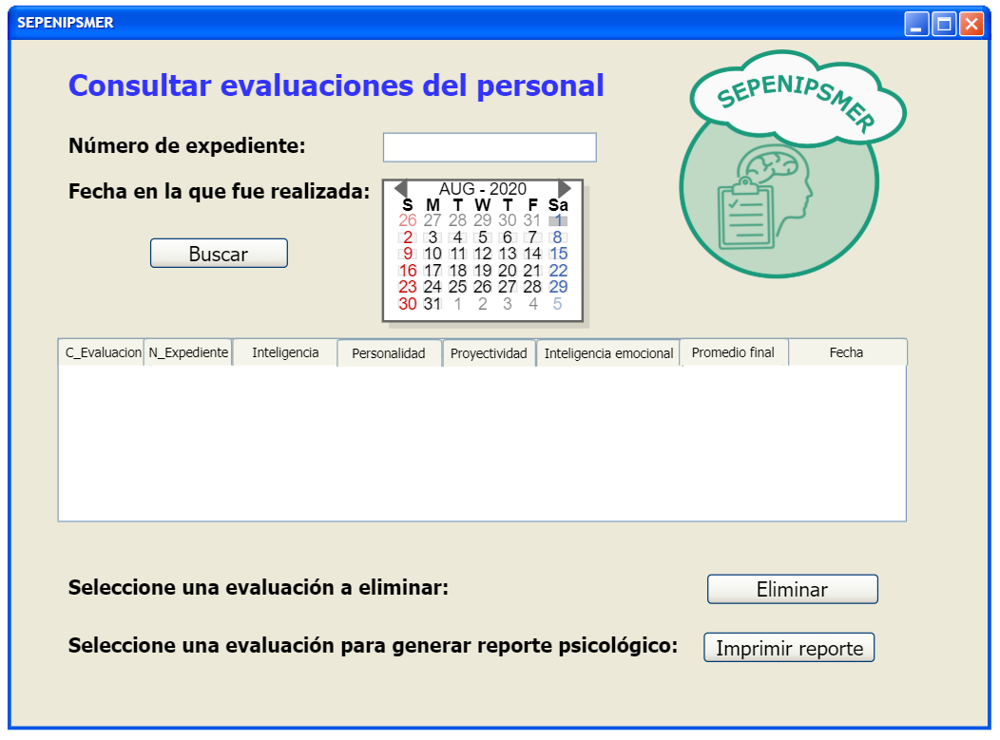 SEPENIPSMER
Consultar evaluaciones del personal
SEPENIPSMER
Número de expediente:
Fecha en la que fue realizada:
AUG - 2020
S M T W T F Sa
26 27 28 29 30 31 1
2 3 4 5 6 7 8
9 10 11 12 13 14 15
16 17 18 19 20 21 22
23 24 25 26 27 28 29
30 31 1 2 3 4 5
Buscar
C_Evaluacion N_Expediente Inteligencia Personalidad Proyectividad Inteligencia emocional Promedio final Fecha
Seleccione una evaluación a eliminar:
Eliminar
Seleccione una evaluación para generar reporte psicológico:
Imprimir reporte